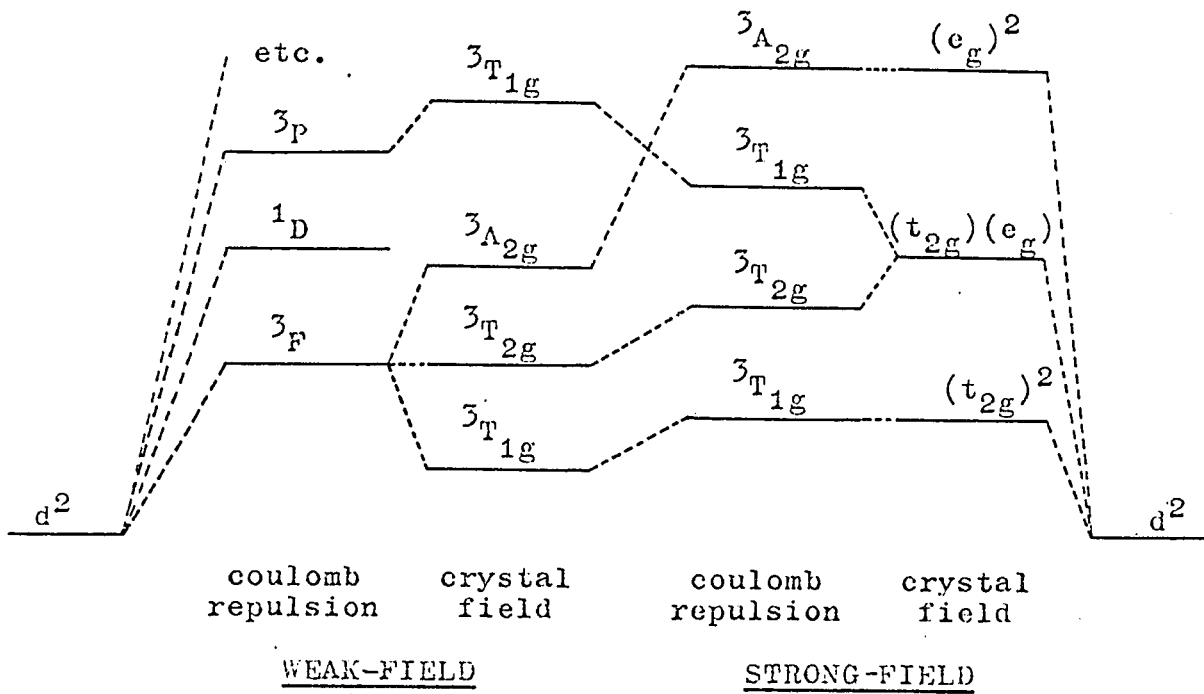 etc.
³T₁g
³A₂g
(eg)²
³P
³T₁g
¹D
³A₂g
(t₂g)(eg)
³T₂g
³F
³T₂g
³T₁g
(t₂g)²
³T₁g
d²
d²
coulomb repulsion
crystal field
coulomb repulsion
crystal field
WEAK-FIELD
STRONG-FIELD